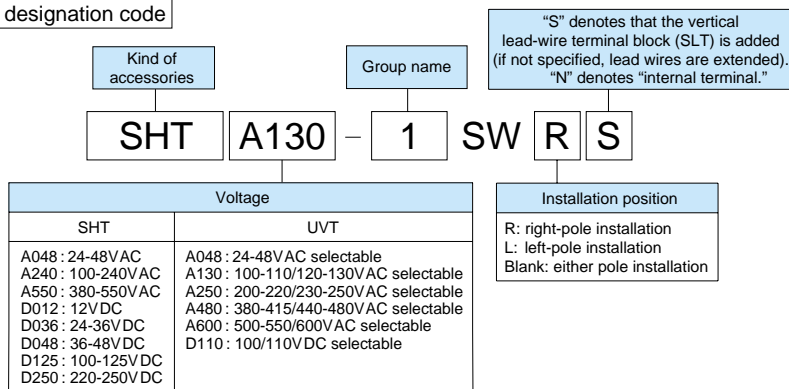 designation code
"S" denotes that the vertical
lead-wire terminal block (SLT) is added
(if not specified, lead wires are extended).
"N" denotes "internal terminal."
Kind of
accessories
Group name
SHT A130 – 1 SW R S
Voltage
SHT
UVT
A048 : 24-48VAC
A240 : 100-240VAC
A550 : 380-550VAC
D012 : 12VDC
D036 : 24-36VDC
D048 : 36-48VDC
D125 : 100-125VDC
D250 : 220-250VDC
A048 : 24-48VAC selectable
A130 : 100-110/120-130VAC selectable
A250 : 200-220/230-250VAC selectable
A480 : 380-415/440-480VAC selectable
A600 : 500-550/600VAC selectable
D110 : 100/110VDC selectable
Installation position
R: right-pole installation
L: left-pole installation
Blank: either pole installation